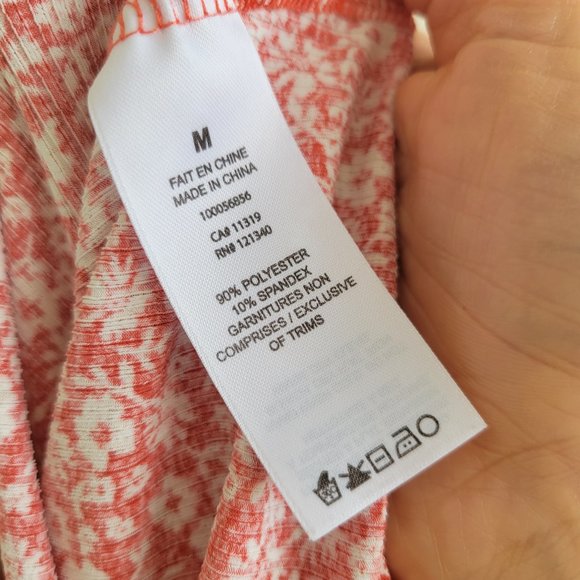 M
FAIT EN CHINE
MADE IN CHINA
100056856
CA# 11319
RN# 121340
90% POLYESTER
10% SPANDEX
GARNITURES NON
COMPRISES / EXCLUSIVE
OF TRIMS